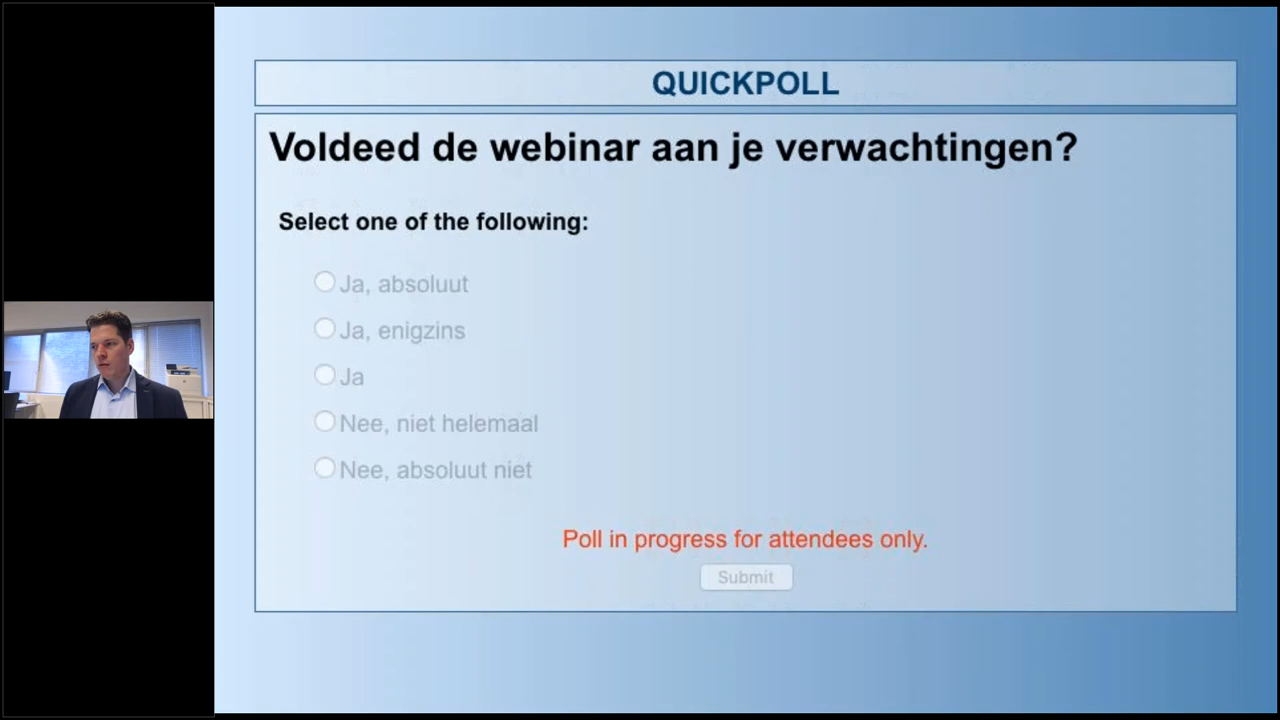 QUICKPOLL
Voldeed de webinar aan je verwachtingen?
Select one of the following:
Ja, absoluut
Ja, enigzins
Ja
Nee, niet helemaal
Nee, absoluut niet
Poll in progress for attendees only.
Submit